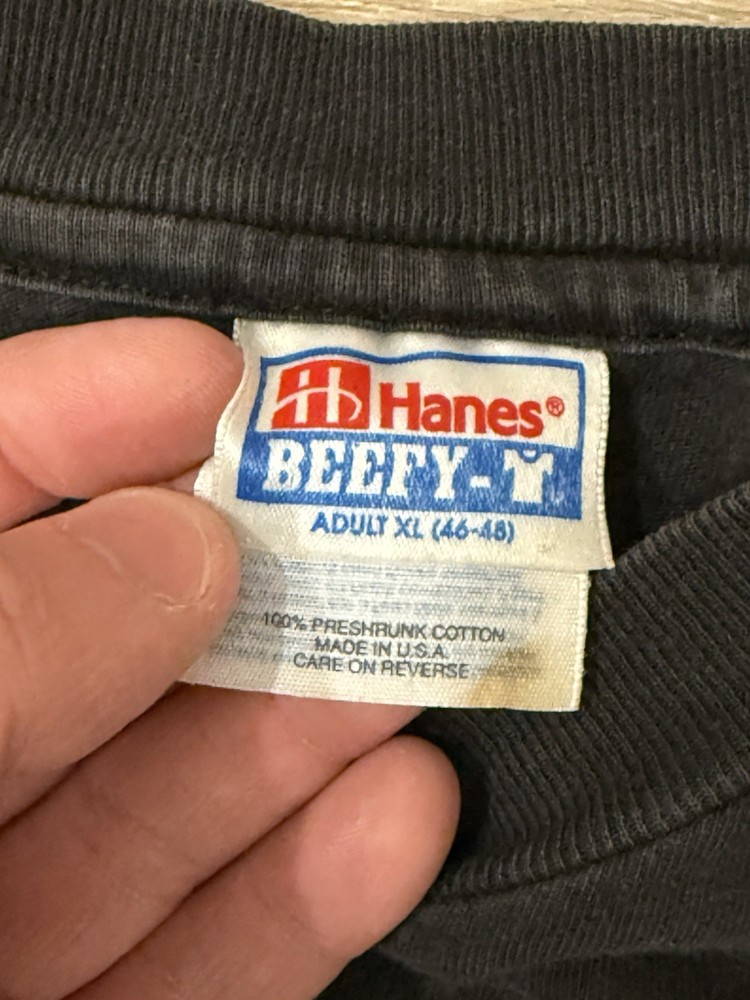 Hanes®
BEEFY-T
ADULT XL (46-48)
100% PRESHRUNK COTTON
MADE IN U.S.A.
CARE ON REVERSE